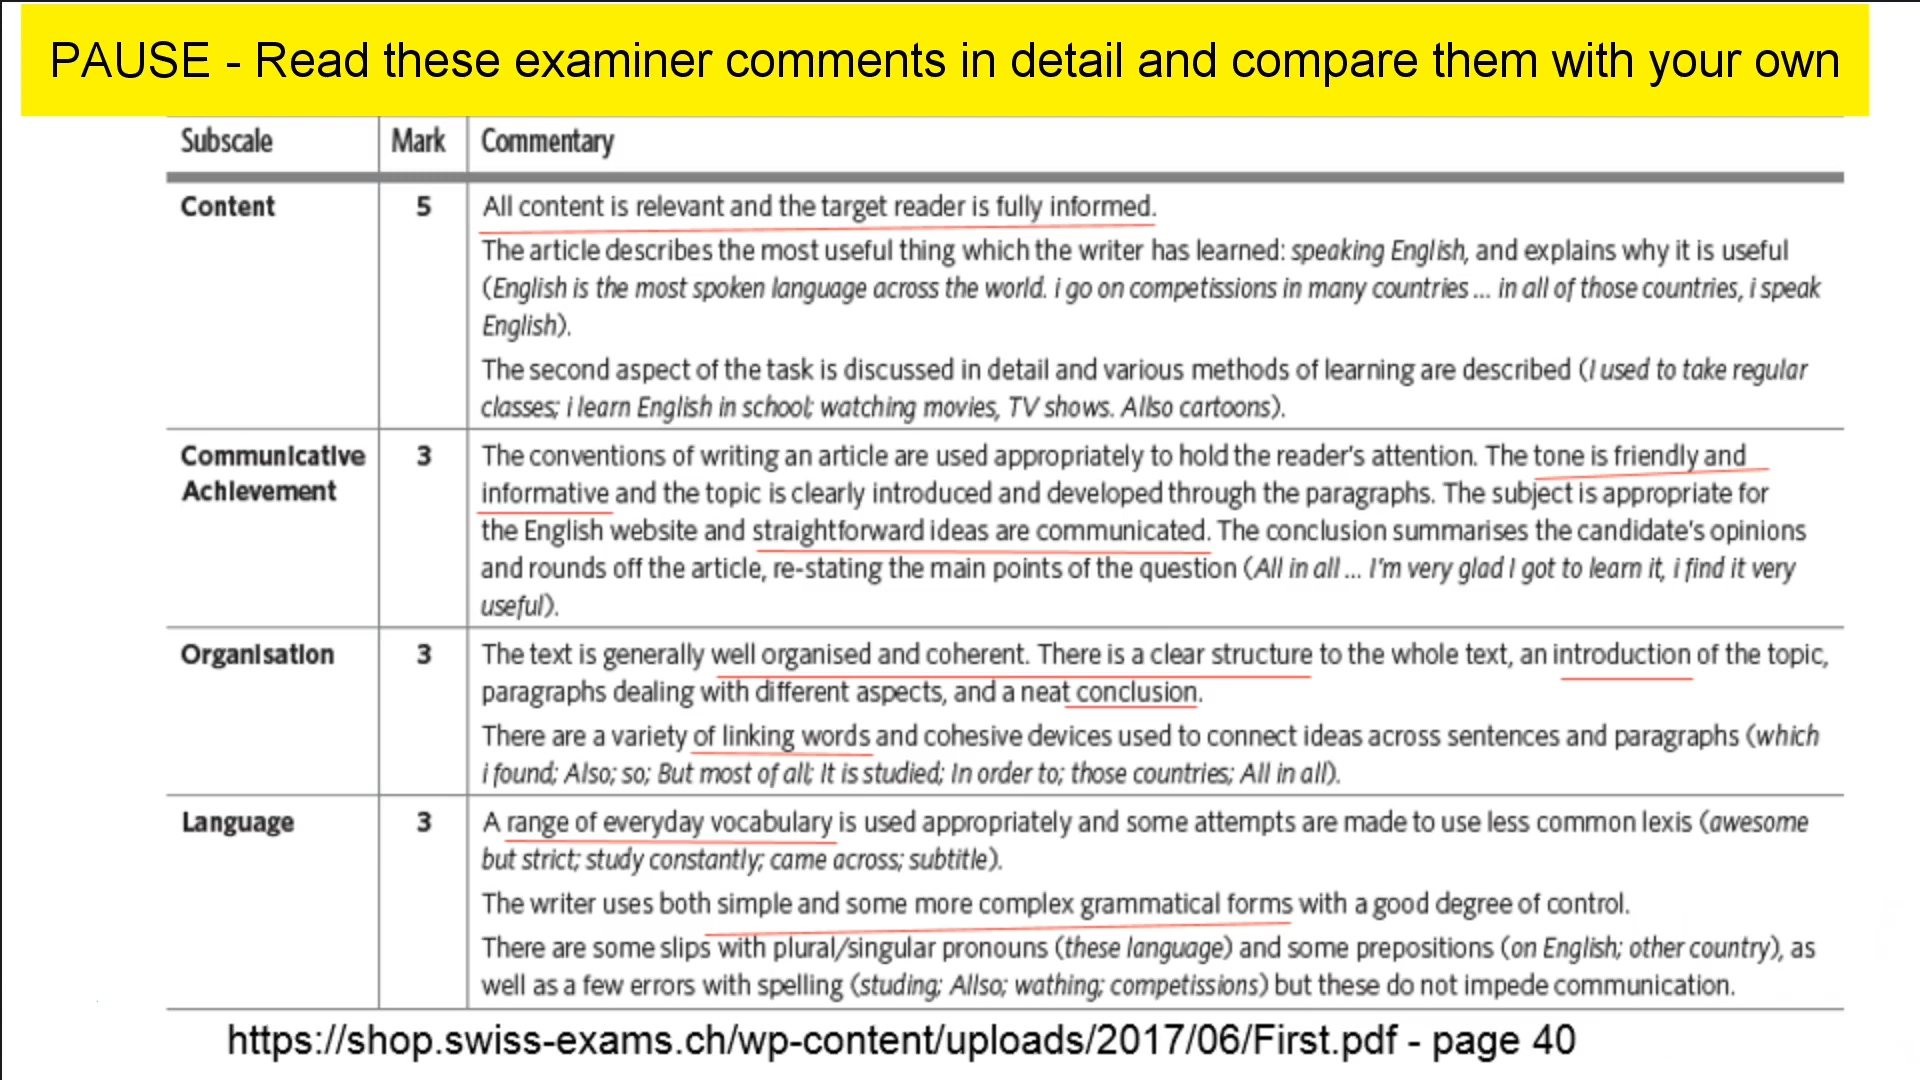 PAUSE - Read these examiner comments in detail and compare them with your own
Subscale Mark Commentary
Content 5 All content is relevant and the target reader is fully informed.
The article describes the most useful thing which the writer has learned: speaking English, and explains why it is useful
(English is the most spoken language across the world. i go on competissions in many countries ... in all of those countries, i speak
English).
The second aspect of the task is discussed in detail and various methods of learning are described (I used to take regular
classes; i learn English in school; watching movies, TV shows. Allso cartoons).
Communicative 3 The conventions of writing an article are used appropriately to hold the reader's attention. The tone is friendly and
Achievement informative and the topic is clearly introduced and developed through the paragraphs. The subject is appropriate for
the English website and straightforward ideas are communicated. The conclusion summarises the candidate's opinions
and rounds off the article, re-stating the main points of the question (All in all ... I'm very glad I got to learn it, i find it very
useful).
Organisation 3 The text is generally well organised and coherent. There is a clear structure to the whole text, an introduction of the topic,
paragraphs dealing with different aspects, and a neat conclusion.
There are a variety of linking words and cohesive devices used to connect ideas across sentences and paragraphs (which
i found; Also; so; But most of all; It is studied; In order to; those countries; All in all).
Language 3 A range of everyday vocabulary is used appropriately and some attempts are made to use less common lexis (awesome
but strict; study constantly; came across; subtitle).
The writer uses both simple and some more complex grammatical forms with a good degree of control.
There are some slips with plural/singular pronouns (these language) and some prepositions (on English; other country), as
well as a few errors with spelling (studing; Allso; wathing; competissions) but these do not impede communication.
https://shop.swiss-exams.ch/wp-content/uploads/2017/06/First.pdf - page 40